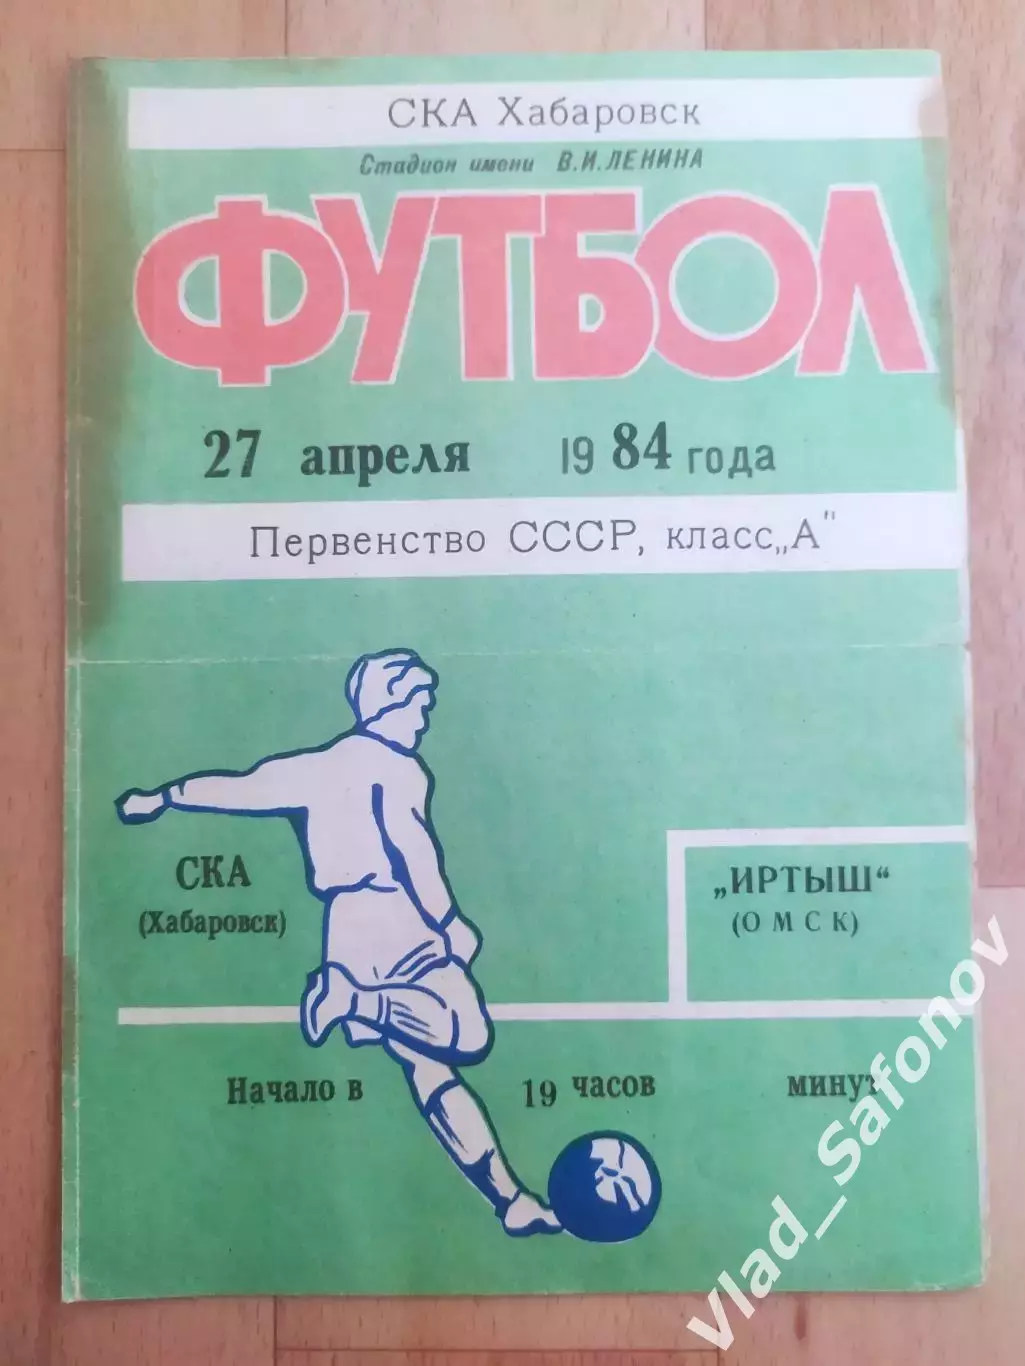 СКА Хабаровск
Стадион имени В.И.ЛЕНИНА
ФУТБОЛ
27 апреля 1984 года
Первенство СССР, класс „А"
СКА
(Хабаровск)
„ИРТЫШ"
(ОМСК)
Начало в 19 часов минут
Vlad_Safonov